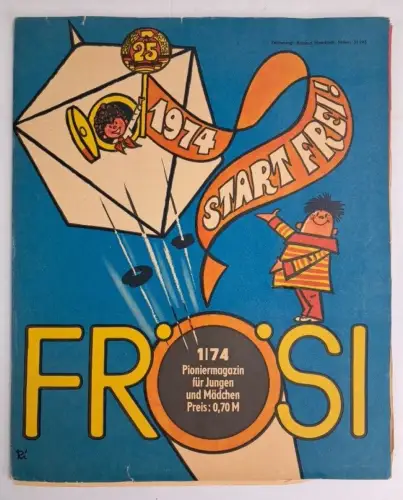 25
1974
START FREI!
FRÖSI
1|74
Pioniermagazin
für Jungen
und Mädchen
Preis: 0,70 M